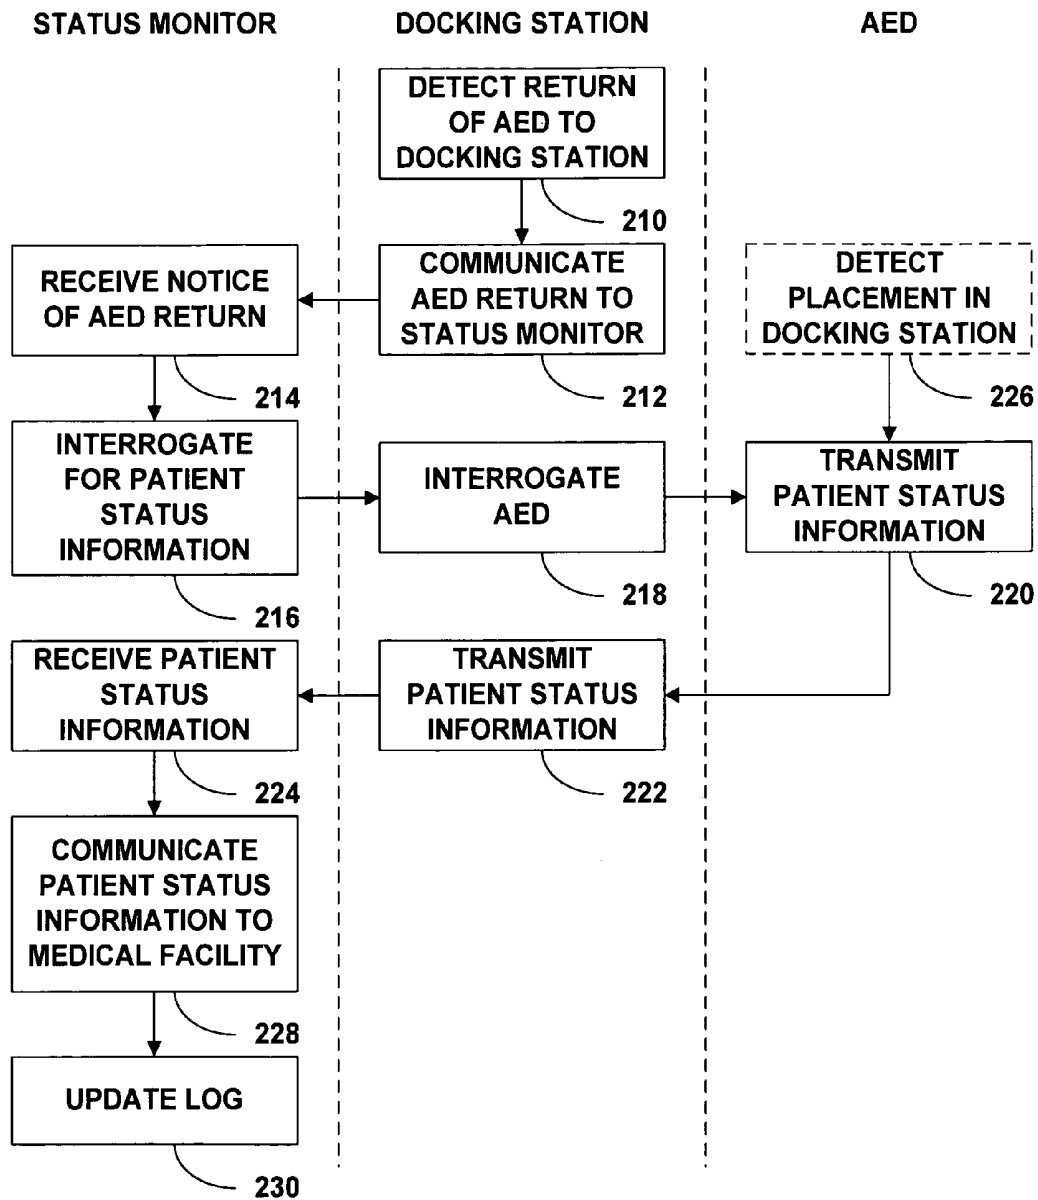 STATUS MONITOR
DOCKING STATION
AED
DETECT RETURN
OF AED TO
DOCKING STATION
210
COMMUNICATE
AED RETURN TO
STATUS MONITOR
212
RECEIVE NOTICE
OF AED RETURN
214
DETECT
PLACEMENT IN
DOCKING STATION
226
INTERROGATE
FOR PATIENT
STATUS
INFORMATION
216
INTERROGATE
AED
218
TRANSMIT
PATIENT STATUS
INFORMATION
220
RECEIVE PATIENT
STATUS
INFORMATION
224
TRANSMIT
PATIENT STATUS
INFORMATION
222
COMMUNICATE
PATIENT STATUS
INFORMATION TO
MEDICAL FACILITY
228
UPDATE LOG
230